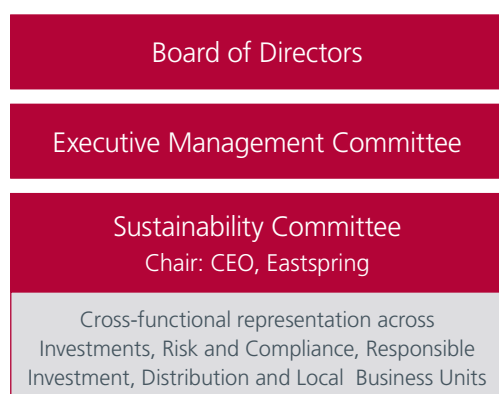 Board of Directors
Executive Management Committee
Sustainability Committee
Chair: CEO, Eastspring
Cross-functional representation across
Investments, Risk and Compliance, Responsible
Investment, Distribution and Local Business Units